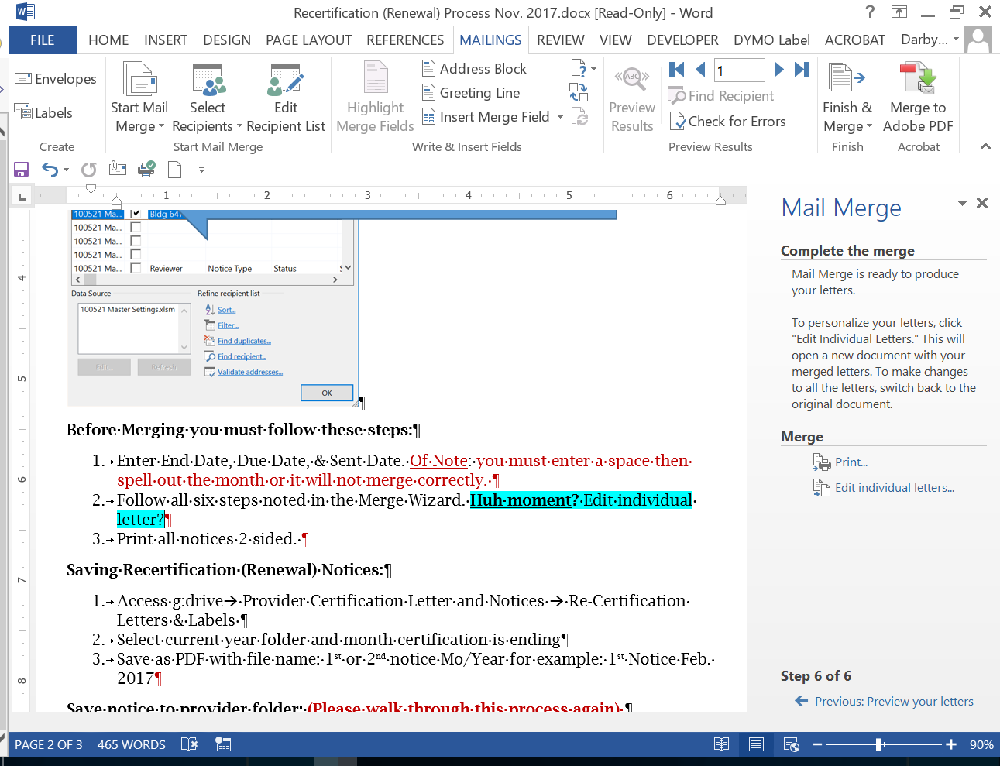 Recertification (Renewal) Process Nov. 2017.docx [Read-Only] - Word
FILE HOME INSERT DESIGN PAGE LAYOUT REFERENCES MAILINGS REVIEW VIEW DEVELOPER DYMO Label ACROBAT Darby...
Envelopes
Labels
Create
Start Mail
Merge
Select
Recipients
Edit
Recipient List
Start Mail Merge
Highlight
Merge Fields
Address Block
Greeting Line
Insert Merge Field
Write & Insert Fields
ABC
Preview
Results
1
Find Recipient
Check for Errors
Preview Results
Finish &
Merge
Finish
Merge to
Adobe PDF
Acrobat
1 2 3 4 5 6
100521 Ma... Bldg 647
100521 Ma...
100521 Ma...
100521 Ma...
100521 Ma... Reviewer Notice Type Status
Data Source
100521 Master Settings.xlsm
Edit...
Refresh
Refine recipient list
Sort...
Filter...
Find duplicates...
Find recipient...
Validate addresses...
OK
4
5
6
7
8
Before·Merging·you·must·follow·these·steps:¶
1.→Enter·End·Date,·Due·Date,·&·Sent·Date.·Of·Note:·you·must·enter·a·space·then·
spell·out·the·month·or·it·will·not·merge·correctly.·¶
2.→Follow·all·six·steps·noted·in·the·Merge·Wizard.·Huh·moment?·Edit·individual·
letter?¶
3.→Print·all·notices·2·sided.·¶
Saving·Recertification·(Renewal)·Notices:¶
1.→Access·g:drive→·Provider·Certification·Letter·and·Notices·→·Re-Certification·
Letters·&·Labels·¶
2.→Select·current·year·folder·and·month·certification·is·ending¶
3.→Save·as·PDF·with·file·name:·1st·or·2nd·notice·Mo/Year·for·example:·1st·Notice·Feb.·
2017¶
Save·notice·to·provider·folder:·(Please·walk·through·this·process·again)·¶
Mail Merge
Complete the merge
Mail Merge is ready to produce
your letters.
To personalize your letters, click
"Edit Individual Letters." This will
open a new document with your
merged letters. To make changes
to all the letters, switch back to the
original document.
Merge
Print...
Edit individual letters...
Step 6 of 6
Previous: Preview your letters
PAGE 2 OF 3 465 WORDS 90%